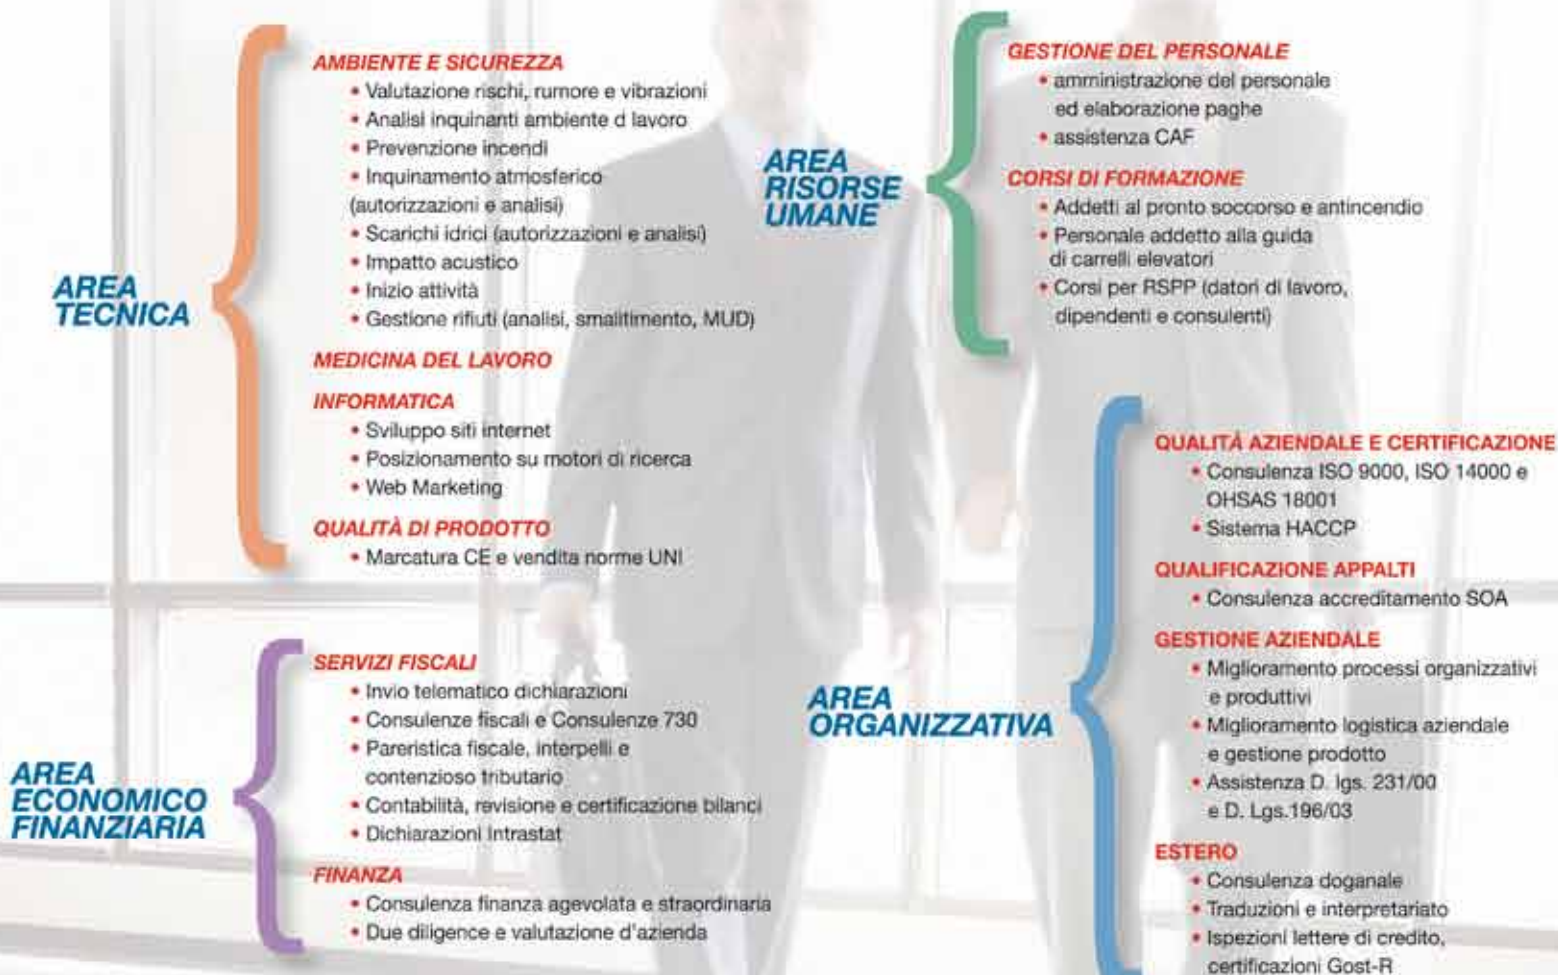 AREA
TECNICA
AMBIENTE E SICUREZZA
• Valutazione rischi, rumore e vibrazioni
• Analisi inquinanti ambiente d lavoro
• Prevenzione incendi
• Inquinamento atmosferico
(autorizzazioni e analisi)
• Scarichi idrici (autorizzazioni e analisi)
• Impatto acustico
• Inizio attività
• Gestione rifiuti (analisi, smalitimento, MUD)
MEDICINA DEL LAVORO
INFORMATICA
• Sviluppo siti internet
• Posizionamento su motori di ricerca
• Web Marketing
QUALITÀ DI PRODOTTO
• Marcatura CE e vendita norme UNI
AREA
ECONOMICO
FINANZIARIA
SERVIZI FISCALI
• Invio telematico dichiarazioni
• Consulenze fiscali e Consulenze 730
• Pareristica fiscale, interpelli e
contenzioso tributario
• Contabilità, revisione e certificazione bilanci
• Dichiarazioni Intrastat
FINANZA
• Consulenza finanza agevolata e straordinaria
• Due diligence e valutazione d'azienda
AREA
RISORSE
UMANE
GESTIONE DEL PERSONALE
• amministrazione del personale
ed elaborazione paghe
• assistenza CAF
CORSI DI FORMAZIONE
• Addetti al pronto soccorso e antincendio
• Personale addetto alla guida
di carrelli elevatori
• Corsi per RSPP (datori di lavoro,
dipendenti e consulenti)
AREA
ORGANIZZATIVA
QUALITÀ AZIENDALE E CERTIFICAZIONE
• Consulenza ISO 9000, ISO 14000 e
OHSAS 18001
• Sistema HACCP
QUALIFICAZIONE APPALTI
• Consulenza accreditamento SOA
GESTIONE AZIENDALE
• Miglioramento processi organizzativi
e produttivi
• Miglioramento logistica aziendale
e gestione prodotto
• Assistenza D. lgs. 231/00
e D. Lgs.196/03
ESTERO
• Consulenza doganale
• Traduzioni e interpretariato
• Ispezioni lettere di credito,
certificazioni Gost-R